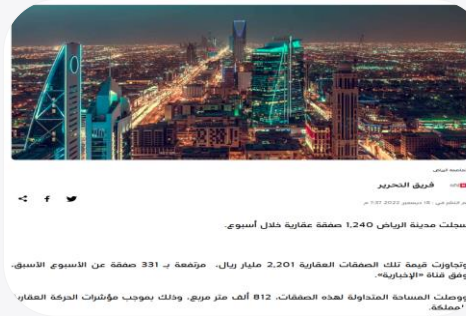 فريق التحرير
سجلت مدينة الرياض 1,240 صفقة عقارية خلال أسبوع.
وتجاوزت قيمة تلك الصفقات العقارية 2,201 مليار ريال، مرتفعة بـ 331 صفقة عن الأسبوع الأسبق، وفق قناة «الإخبارية».
ووصلت المساحة المتداولة لهذه الصفقات، 812 ألف متر مربع، وذلك بموجب مؤشرات الحركة العقارية